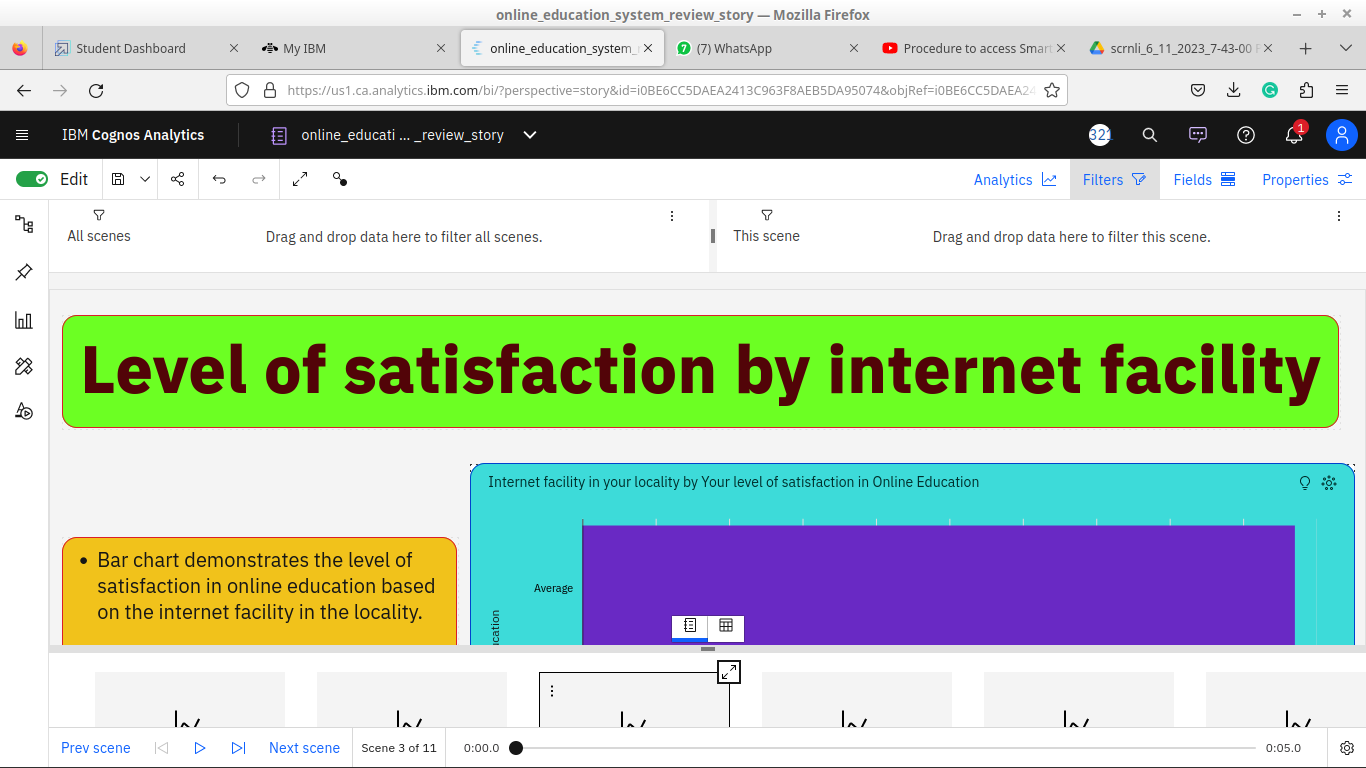 online_education_system_review_story — Mozilla Firefox
Student Dashboard
My IBM
online_education_system_
(7) WhatsApp
Procedure to access Smar
scrnli_6_11_2023_7-43-00
https://us1.ca.analytics.ibm.com/bi/?perspective=story&id=i0BE6CC5DAEA2413C963F8AEB5DA95074&objRef=i0BE6CC5DAEA24
IBM Cognos Analytics
online_educati ... _review_story
321
1
Edit
Analytics
Filters
Fields
Properties
All scenes
Drag and drop data here to filter all scenes.
This scene
Drag and drop data here to filter this scene.
Level of satisfaction by internet facility
Internet facility in your locality by Your level of satisfaction in Online Education
• Bar chart demonstrates the level of
satisfaction in online education based
on the internet facility in the locality.
Average
ucation
Prev scene
Next scene
Scene 3 of 11
0:00.0
0:05.0